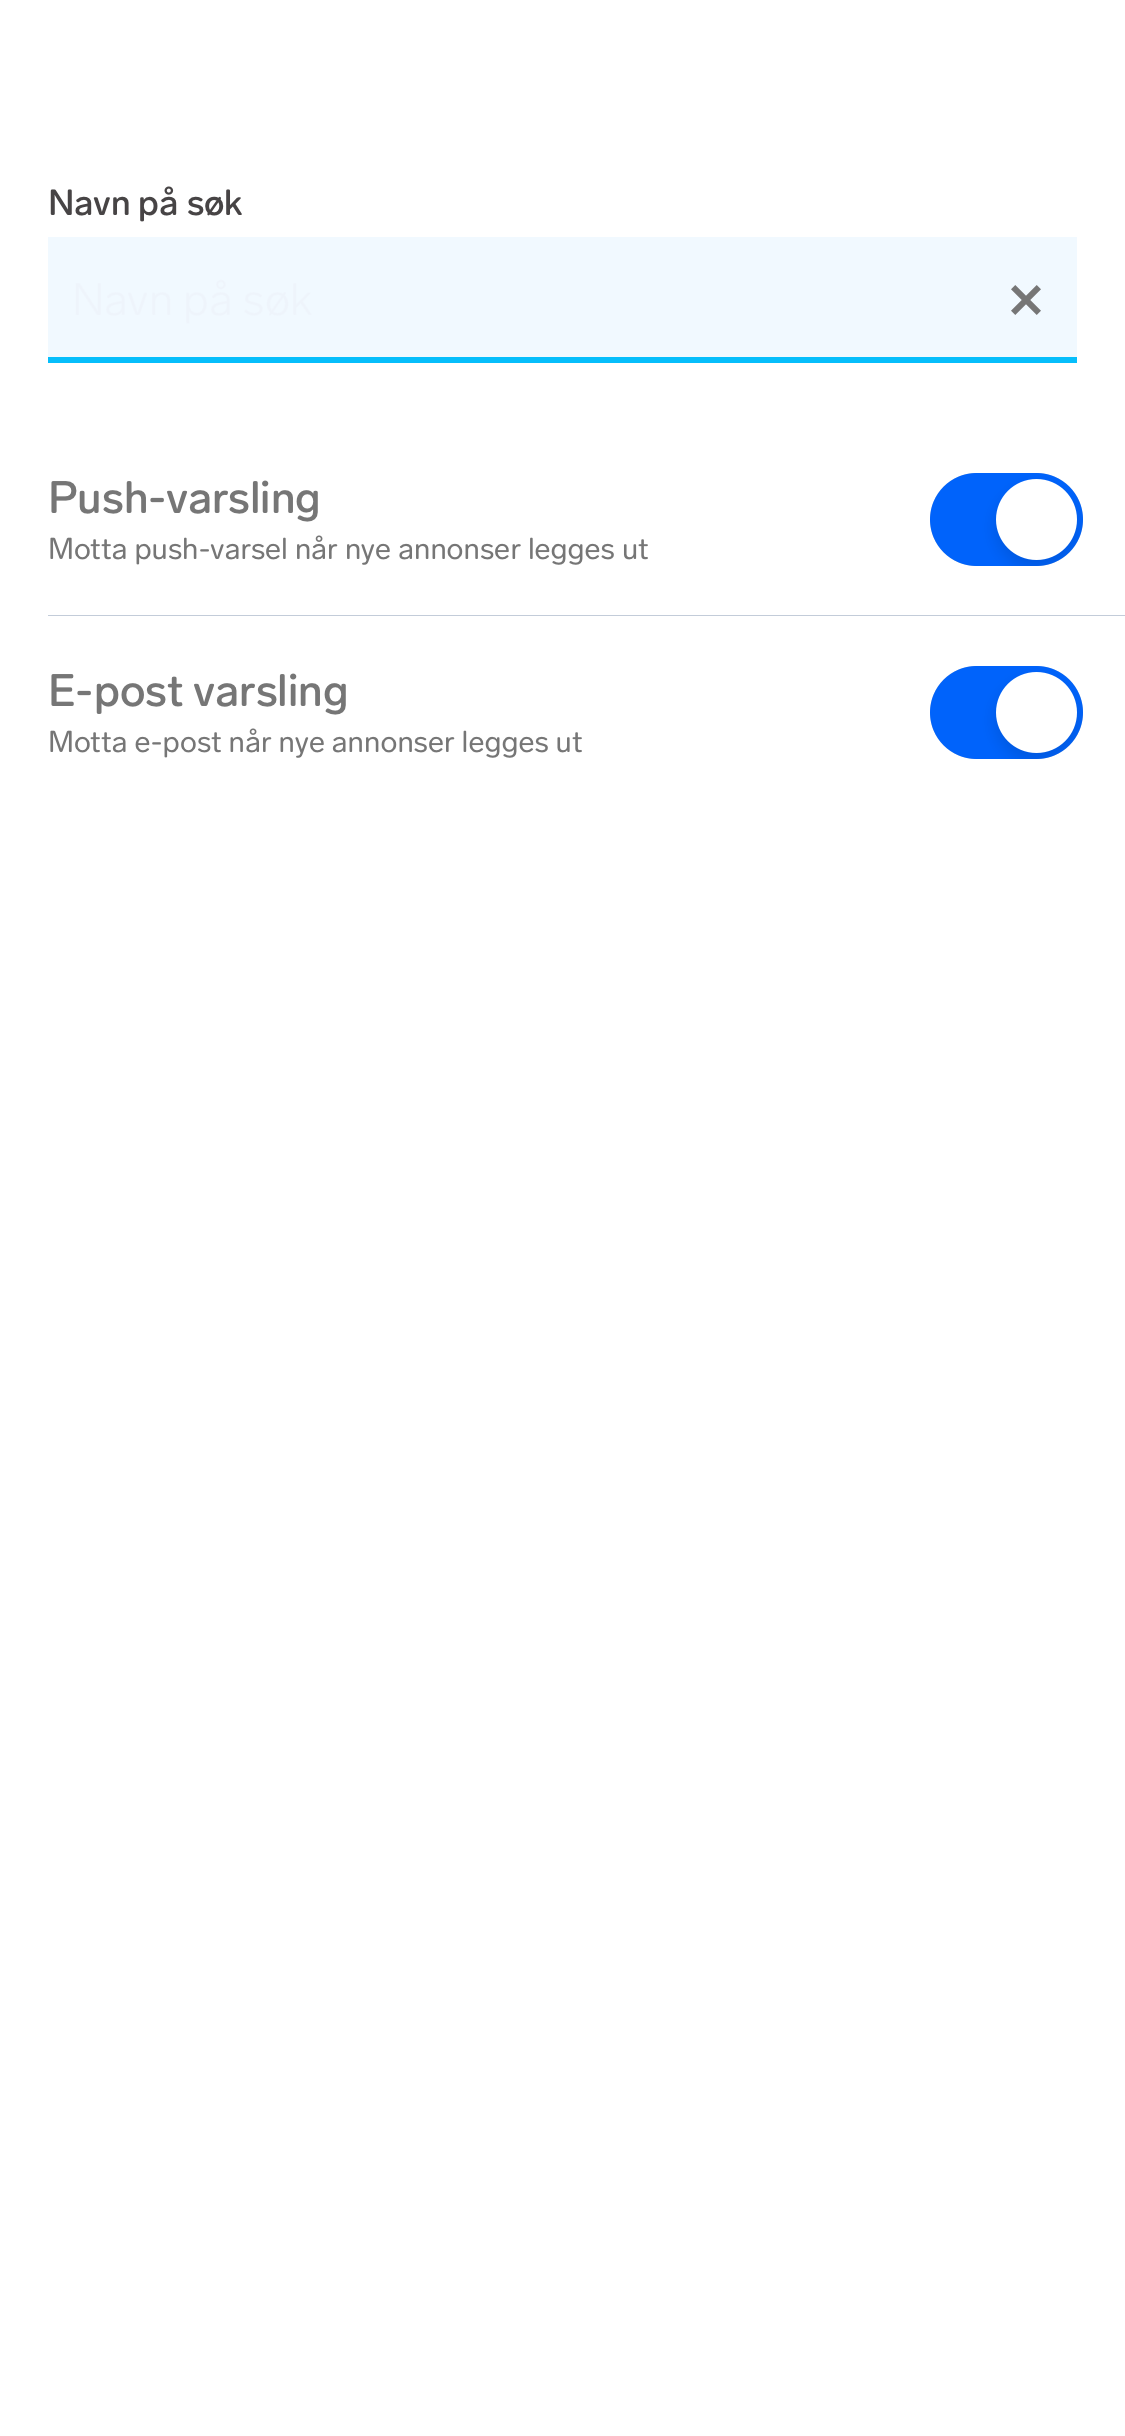 Navn på søk
Navn på søk
Push-varsling
Motta push-varsel når nye annonser legges ut
E-post varsling
Motta e-post når nye annonser legges ut